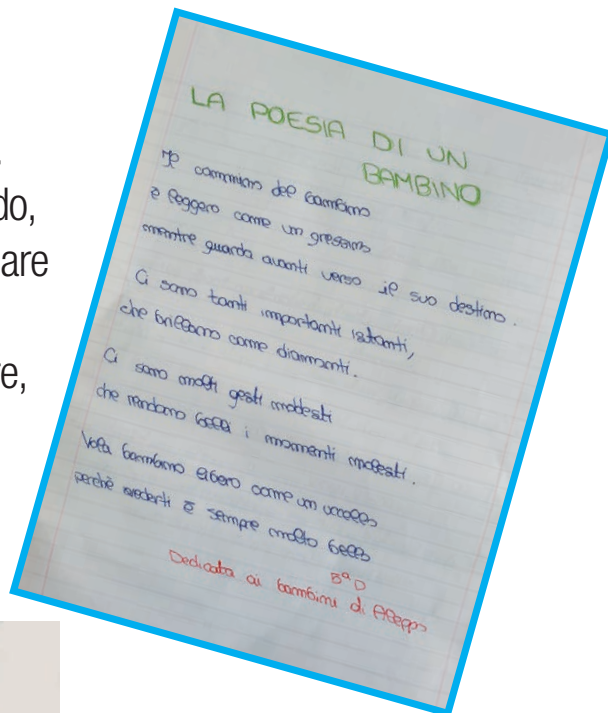 do,
are
e,
LA POESIA DI UN
BAMBINO
Il cammino del bambino
è leggero come un gressino
mentre guarda avanti verso il suo destino.
Ci sono tanti importanti istanti,
che brillano come diamanti.
Ci sono molti gesti modesti
che rendono belli i momenti molesti.
Vola bambino libero come un uccello
perché vederti è sempre molto bello
3ª D
Dedicata ai bambini di Aleppo